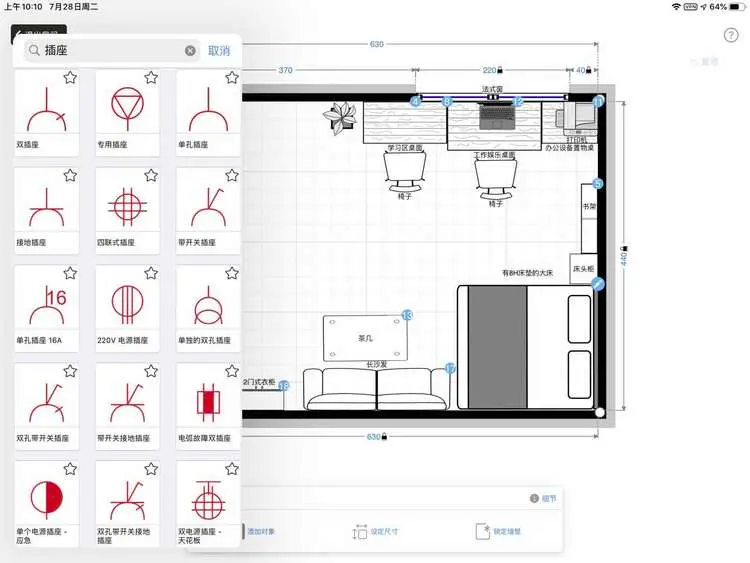 上午10:10 7月28日周二
VPN 64%
插座
取消
双插座
专用插座
单孔插座
接地插座
四联式插座
带开关插座
16
单孔插座 16A
220V 电源插座
单独的双孔插座
双孔带开关插座
带开关接地插座
电弧故障双插座
单个电源插座 -
应急
双孔带开关接地
插座
双电源插座 -
天花板
?
630
370
220
40
法式窗
4
12
11
学习区桌面
工作娱乐桌面
打印机
办公设备置物桌
椅子
椅子
5
书架
440
床头柜
有8H床垫的大床
13
茶几
长沙发
17
2门式衣柜
18
630
细节
添加对象
设定尺寸
锁定墙壁